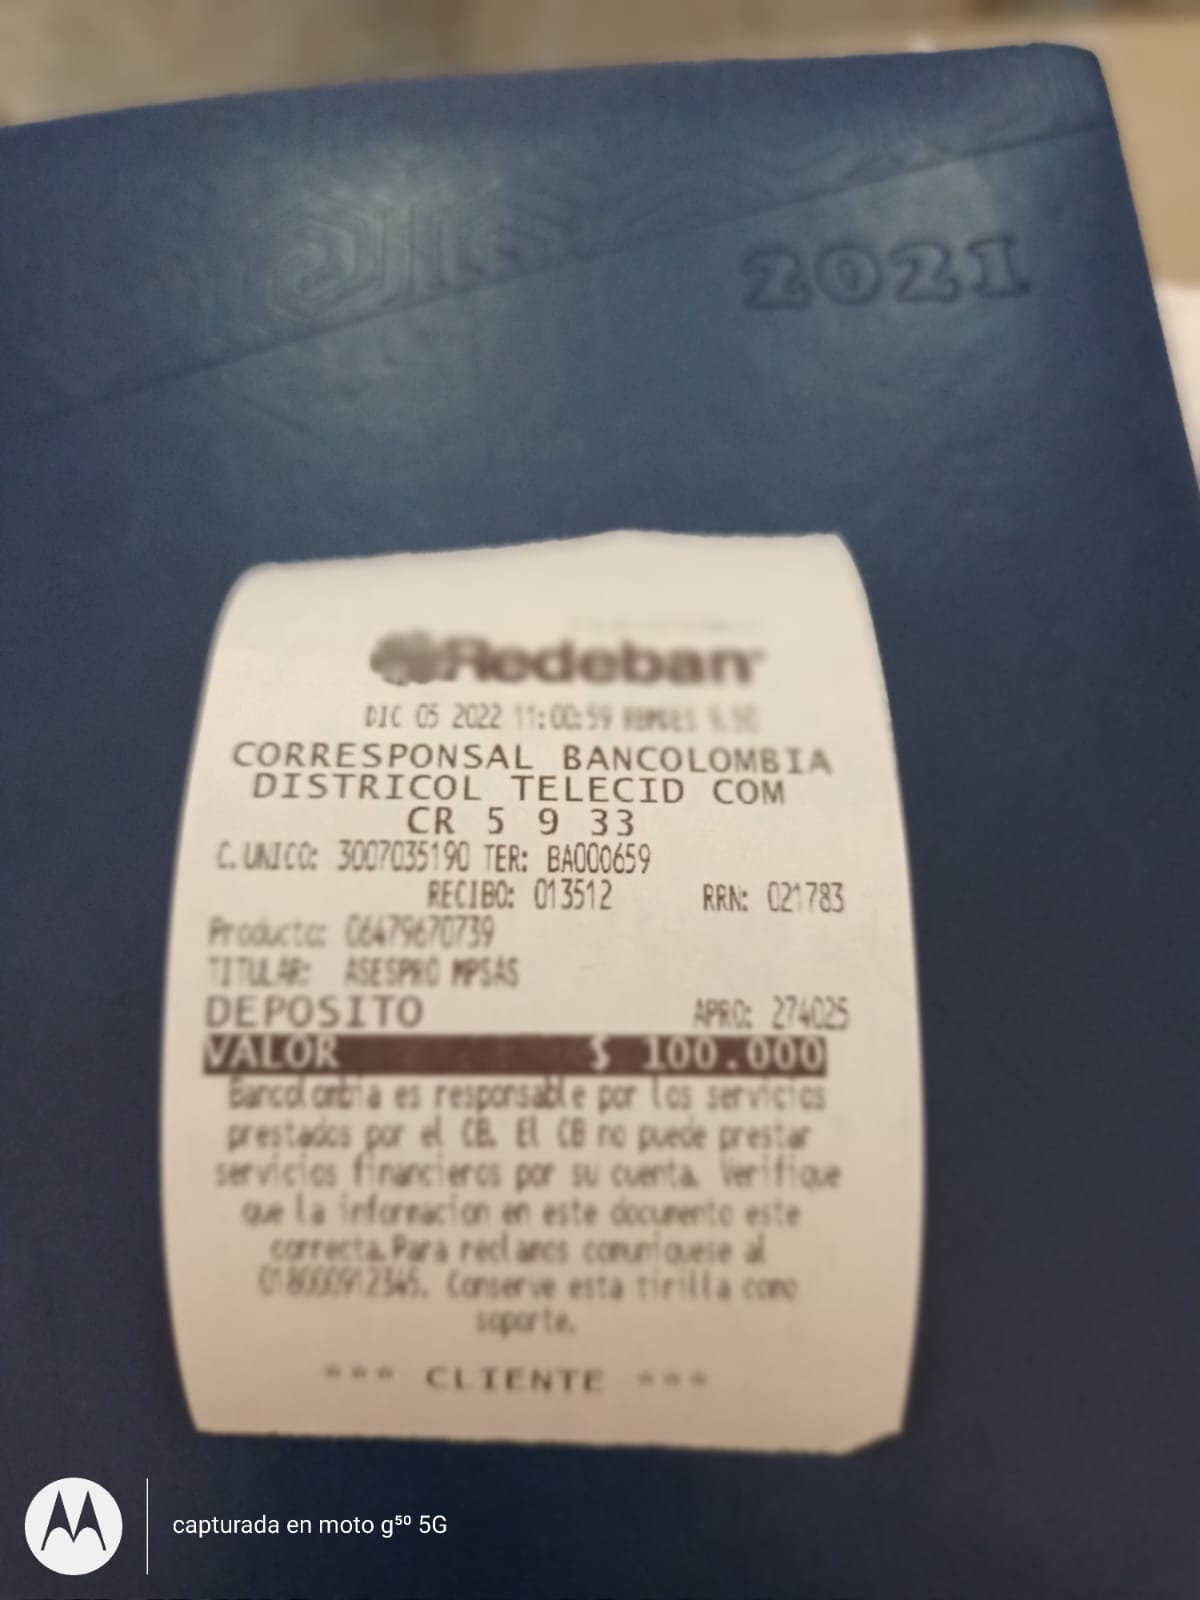 2021
Redeban
DIC 05 2022 11:00:59
CORRESPONSAL BANCOLOMBIA
DISTRICOL TELECID COM
CR 5 9 33
C.UNICO: 3007035190 TER: BA000659
RECIBO: 013512 RRN: 021783
Producto: 06479670739
TITULAR: ASESPRO MPSAS
DEPOSITO APRO: 274025
VALOR $ 100.000
Bancolombia es responsable por los servicios
prestados por el CB. El CB no puede prestar
servicios financieros por su cuenta. Verifique
que la informacion en este documento este
correcta.Para reclamos comuniquese al
018000912345. Conserve esta tirilla como
soporte.
*** CLIENTE ***
capturada en moto g⁵⁰ 5G